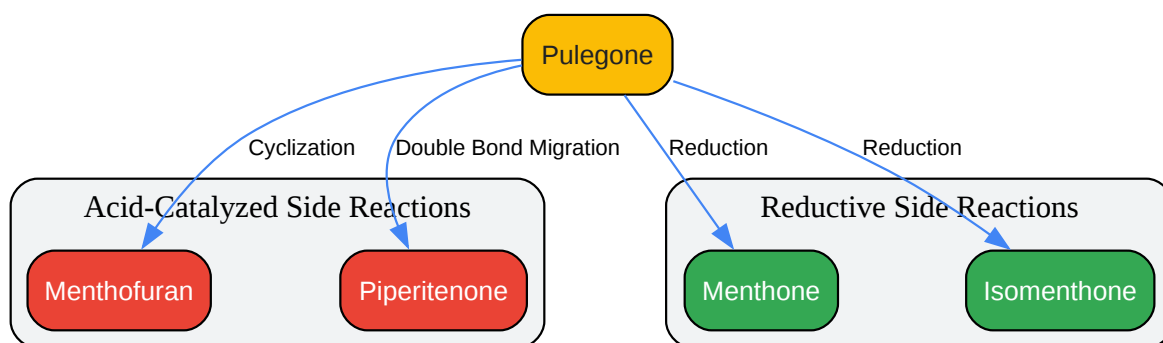 Pulegone
Cyclization
Double Bond Migration
Reduction
Reduction
Acid-Catalyzed Side Reactions
Reductive Side Reactions
Menthofuran
Piperitenone
Menthone
Isomenthone